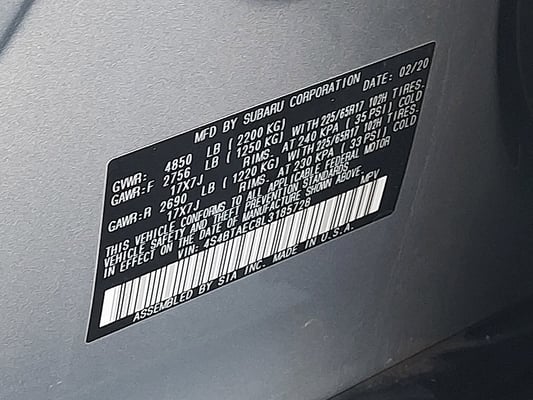 MFD BY SUBARU CORPORATION DATE: 02/20
GVWR: 4850 LB (2200 KG)
GAWR:F 2756 LB (1250 KG) WITH 225/65R17 102H TIRES,
17X7J RIMS, AT 240 KPA (35 PSI) COLD
GAWR:R 2690 LB (1220 KG) WITH 225/65R17 102H TIRES,
17X7J RIMS, AT 230 KPA (33 PSI) COLD
THIS VEHICLE CONFORMS TO ALL APPLICABLE FEDERAL MOTOR
VEHICLE SAFETY AND THEFT PREVENTION STANDARDS
IN EFFECT ON THE DATE OF MANUFACTURE SHOWN ABOVE.
VIN: 4S4BTAECBL3185728 MPV
ASSEMBLED BY SIA INC. MADE IN U.S.A.